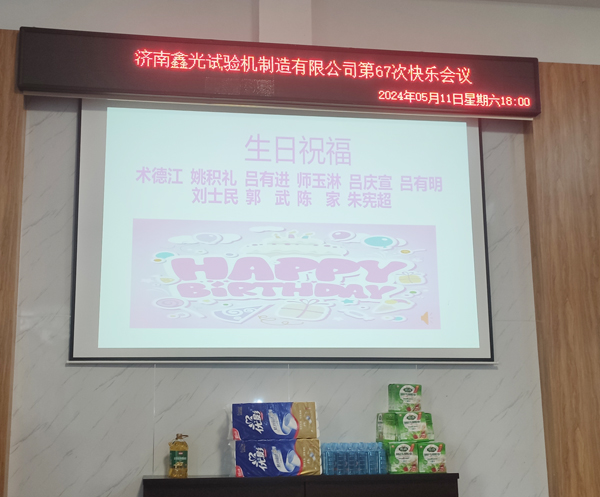 济南鑫光试验机制造有限公司第67次快乐会议
2024年05月11日星期六18:00
生日祝福
术德江 姚积礼 吕有进 师玉淋 吕庆宣 吕有明
刘士民 郭 武 陈 家 朱宪超
HAPPY
BiRTHDAY